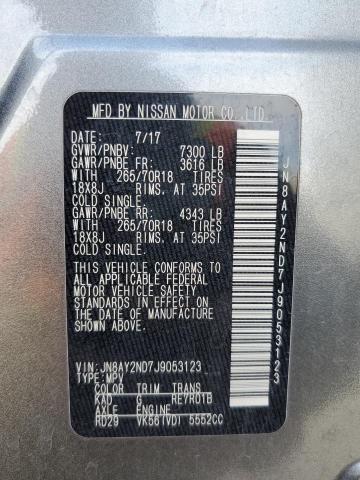 MFD BY NISSAN MOTOR CO.,LTD.
DATE: 7/17
GVWR/PNBV: 7300 LB
GAWR/PNBE FR: 3616 LB
WITH 265/70R18 TIRES
18X8J RIMS, AT 35PSI
COLD SINGLE.
GAWR/PNBE RR: 4343 LB
WITH 265/70R18 TIRES
18X8J RIMS, AT 35PSI
COLD SINGLE.
THIS VEHICLE CONFORMS TO
ALL APPLICABLE FEDERAL
MOTOR VEHICLE SAFETY
STANDARDS IN EFFECT ON
THE DATE OF MANUFACTURE
SHOWN ABOVE.
VIN:JN8AY2ND7J9053123
TYPE:MPV
COLOR TRIM TRANS
KAD G RE7R01B
AXLE ENGINE
RD29 VK56(VD) 5552CC
JN8AY2ND7J9053123